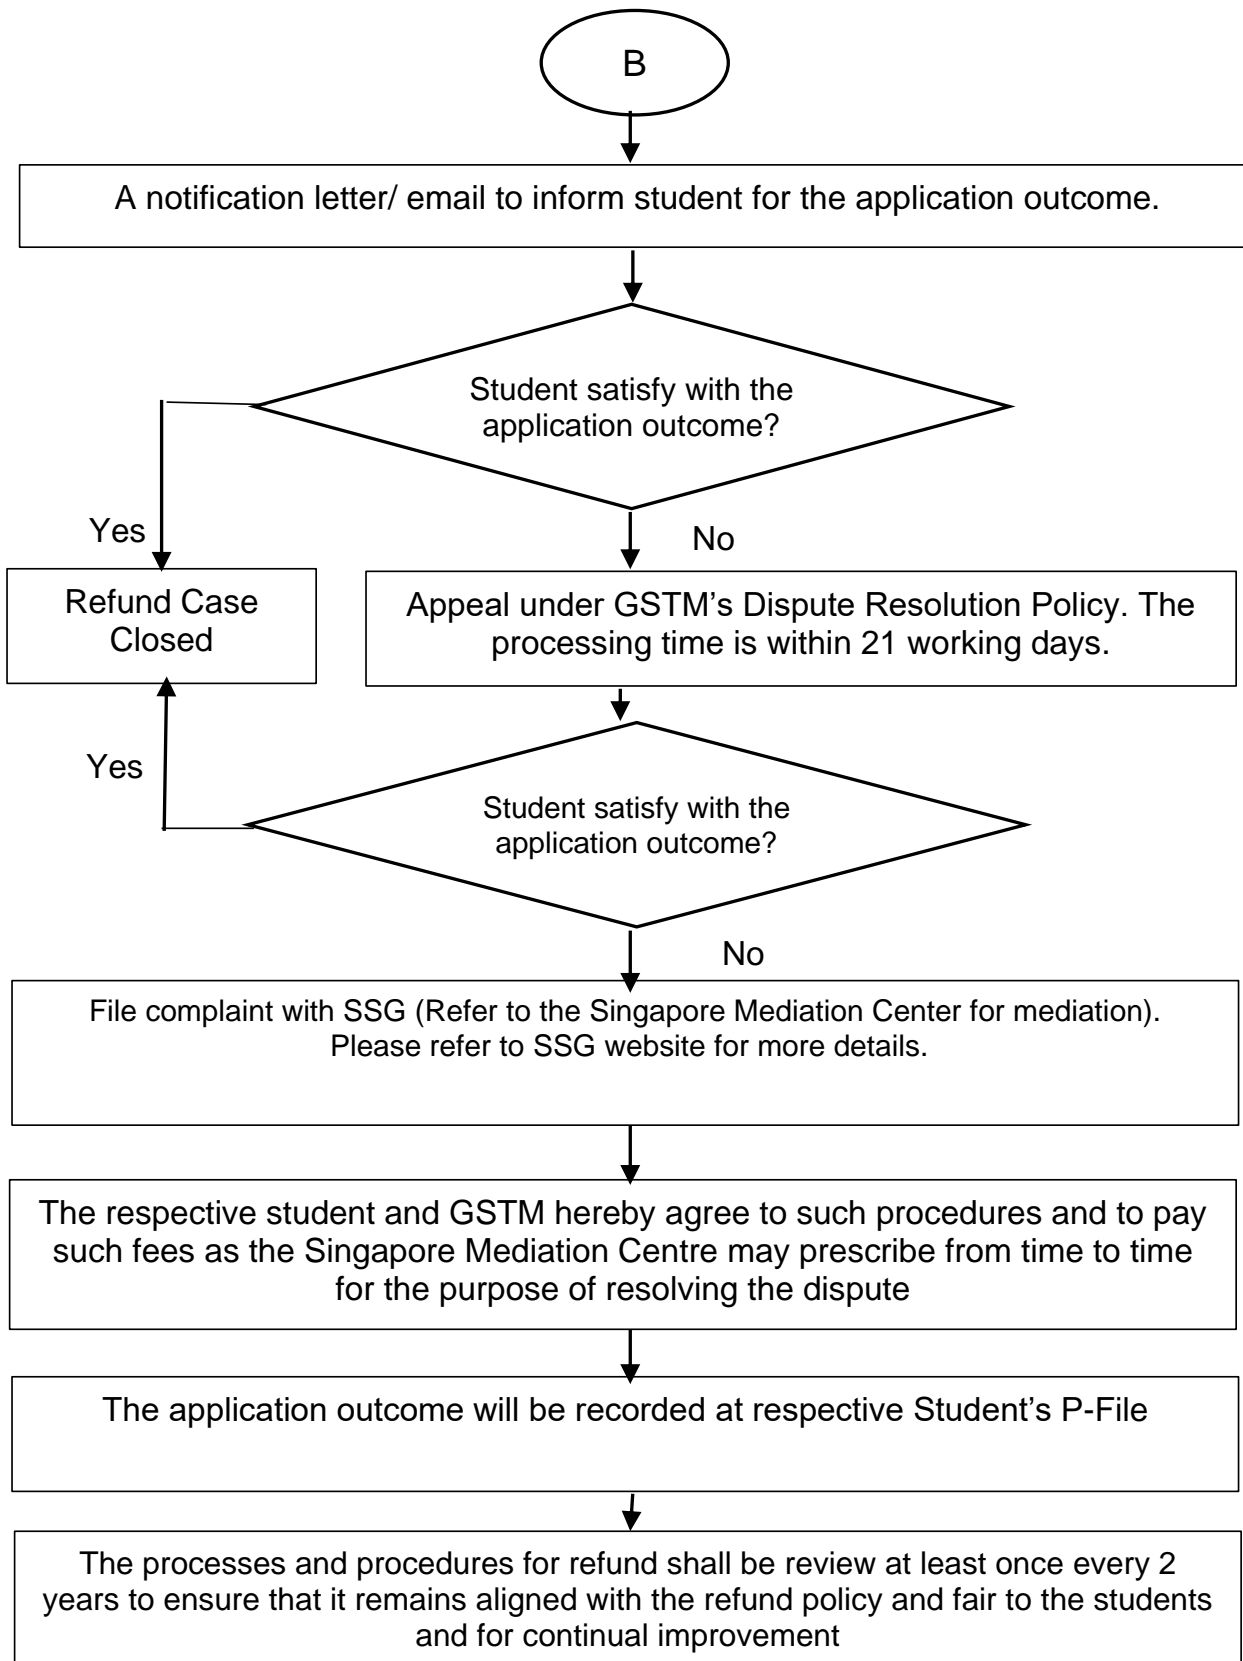 B
A notification letter/ email to inform student for the application outcome.
Student satisfy with the
application outcome?
Yes
No
Refund Case
Closed
Appeal under GSTM’s Dispute Resolution Policy. The
processing time is within 21 working days.
Yes
Student satisfy with the
application outcome?
No
File complaint with SSG (Refer to the Singapore Mediation Center for mediation).
Please refer to SSG website for more details.
The respective student and GSTM hereby agree to such procedures and to pay
such fees as the Singapore Mediation Centre may prescribe from time to time
for the purpose of resolving the dispute
The application outcome will be recorded at respective Student’s P-File
The processes and procedures for refund shall be review at least once every 2
years to ensure that it remains aligned with the refund policy and fair to the students
and for continual improvement